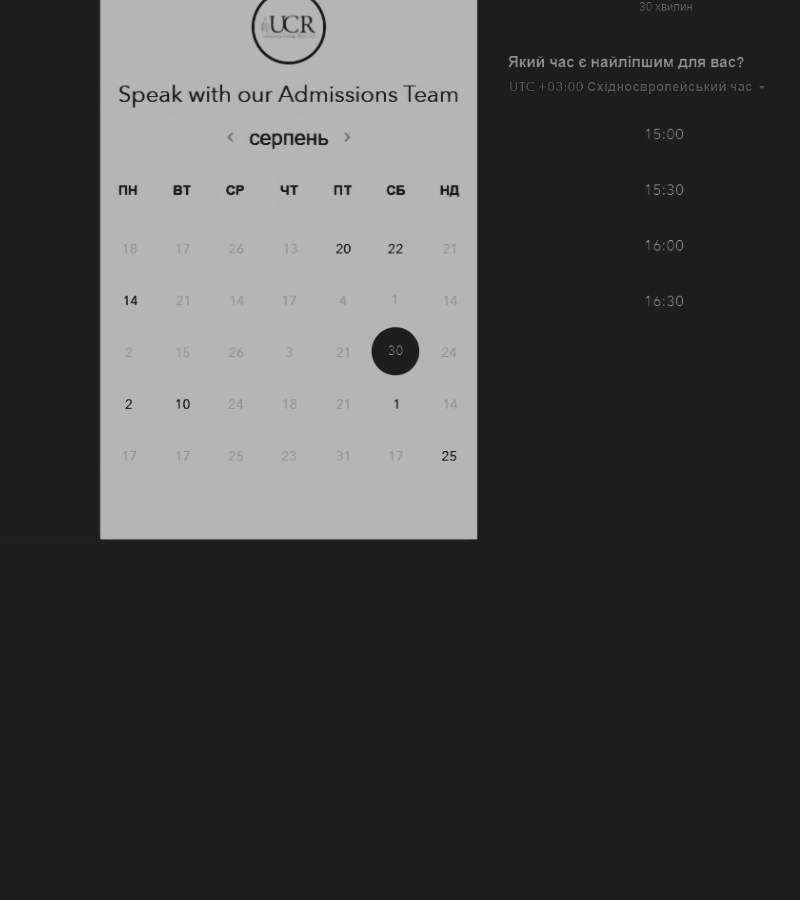 UCR
Speak with our Admissions Team
серпень
ПН ВТ СР ЧТ ПТ СБ НД
18 17 26 13 20 22 21
14 21 14 17 4 1 14
2 15 26 3 21 30 24
2 10 24 18 21 1 14
17 17 25 23 31 17 25
30 хвилин
Який час є найліпшим для вас?
UTC +03:00 Східноєвропейський час
15:00
15:30
16:00
16:30